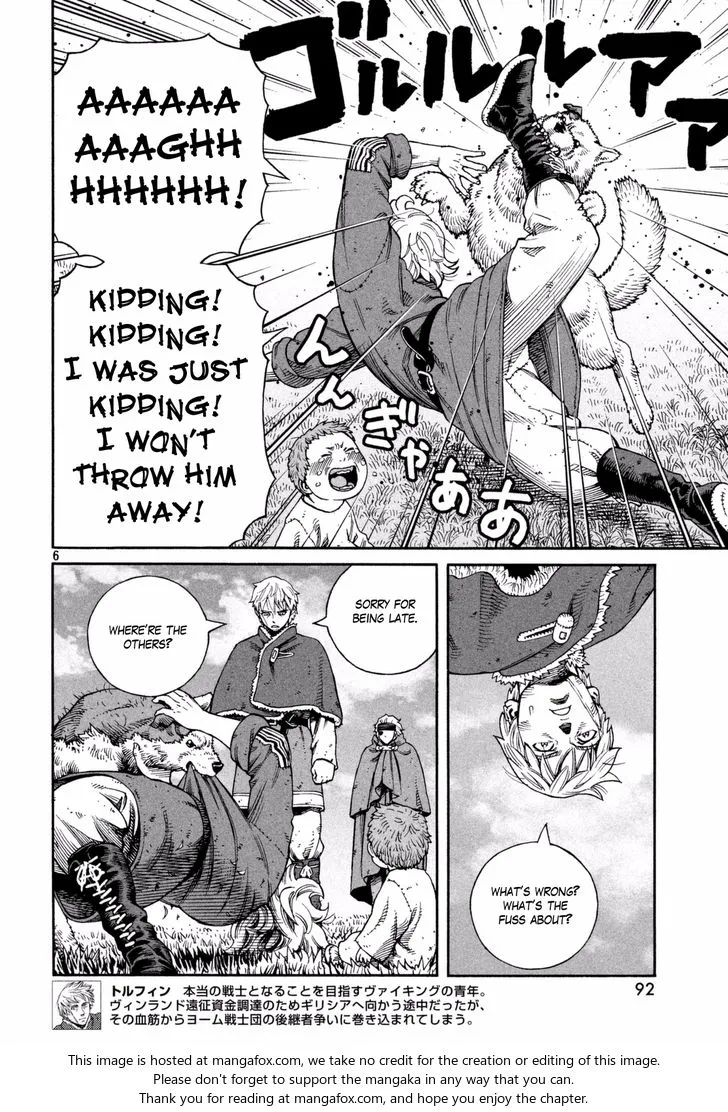 ゴルルルアァ
AAAAAA
AAAGHH
HHHHHH!
KIDDING!
KIDDING!
I WAS JUST
KIDDING!
I WON'T
THROW HIM
AWAY!
んんぎゃああ
6
WHAT'S WRONG?
WHAT'S THE
FUSS ABOUT?
SORRY FOR
BEING LATE.
WHERE'RE THE
OTHERS?
トルフィン 本当の戦士となることを目指すヴァイキングの青年。
ヴィンランド遠征資金調達のためギリシアへ向かう途中だったが、
その血筋からヨーム戦士団の後継者争いに巻き込まれてしまう。
92
This image is hosted at mangafox.com, we take no credit for the creation or editing of this image.
Please don't forget to support the mangaka in any way that you can.
Thank you for reading at mangafox.com, and hope you enjoy the chapter.